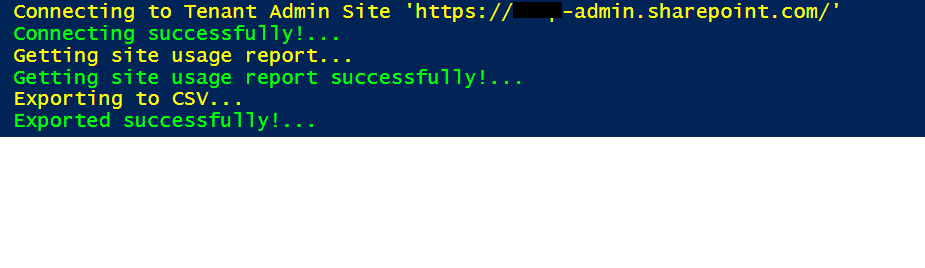 Connecting to Tenant Admin Site 'https:// -admin.sharepoint.com/'
Connecting successfully!...
Getting site usage report...
Getting site usage report successfully!...
Exporting to CSV...
Exported successfully!...